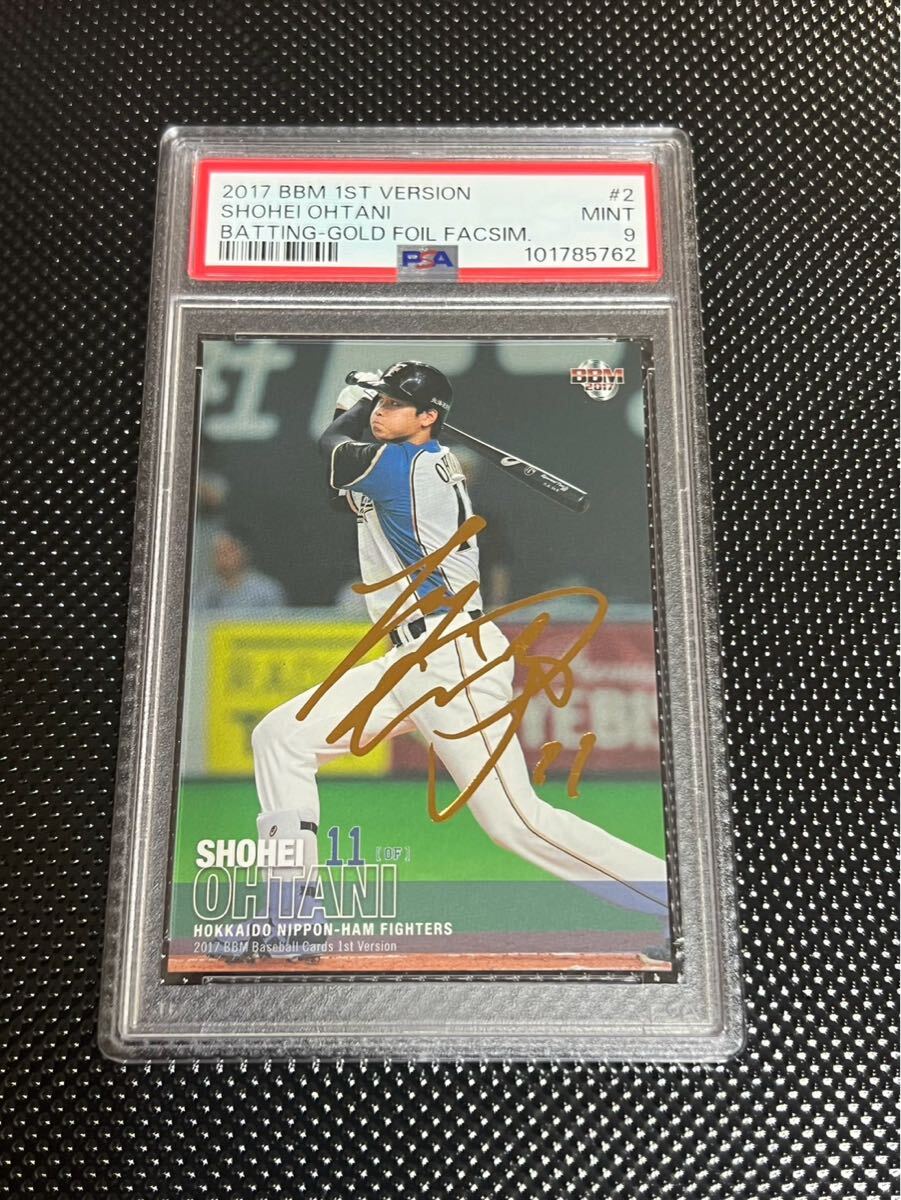 2017 BBM 1ST VERSION #2
SHOHEI OHTANI MINT
BATTING-GOLD FOIL FACSIM. 9
PSA 101785762
BBM
2017
SHOHEI 11 [OF]
OHTANI
HOKKAIDO NIPPON-HAM FIGHTERS
2017 BBM Baseball Cards 1st Version